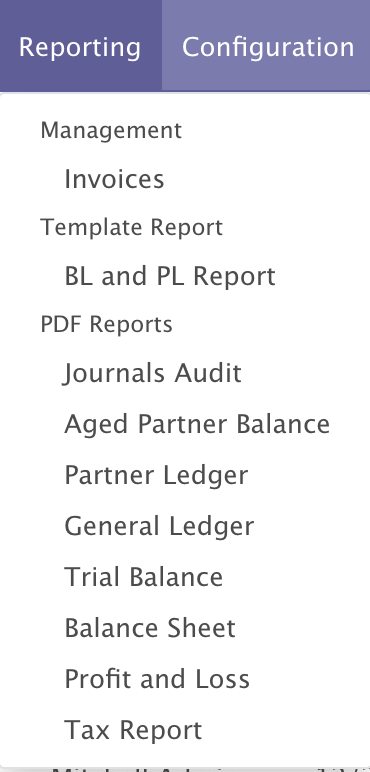 Reporting Configuration
Management
Invoices
Template Report
BL and PL Report
PDF Reports
Journals Audit
Aged Partner Balance
Partner Ledger
General Ledger
Trial Balance
Balance Sheet
Profit and Loss
Tax Report